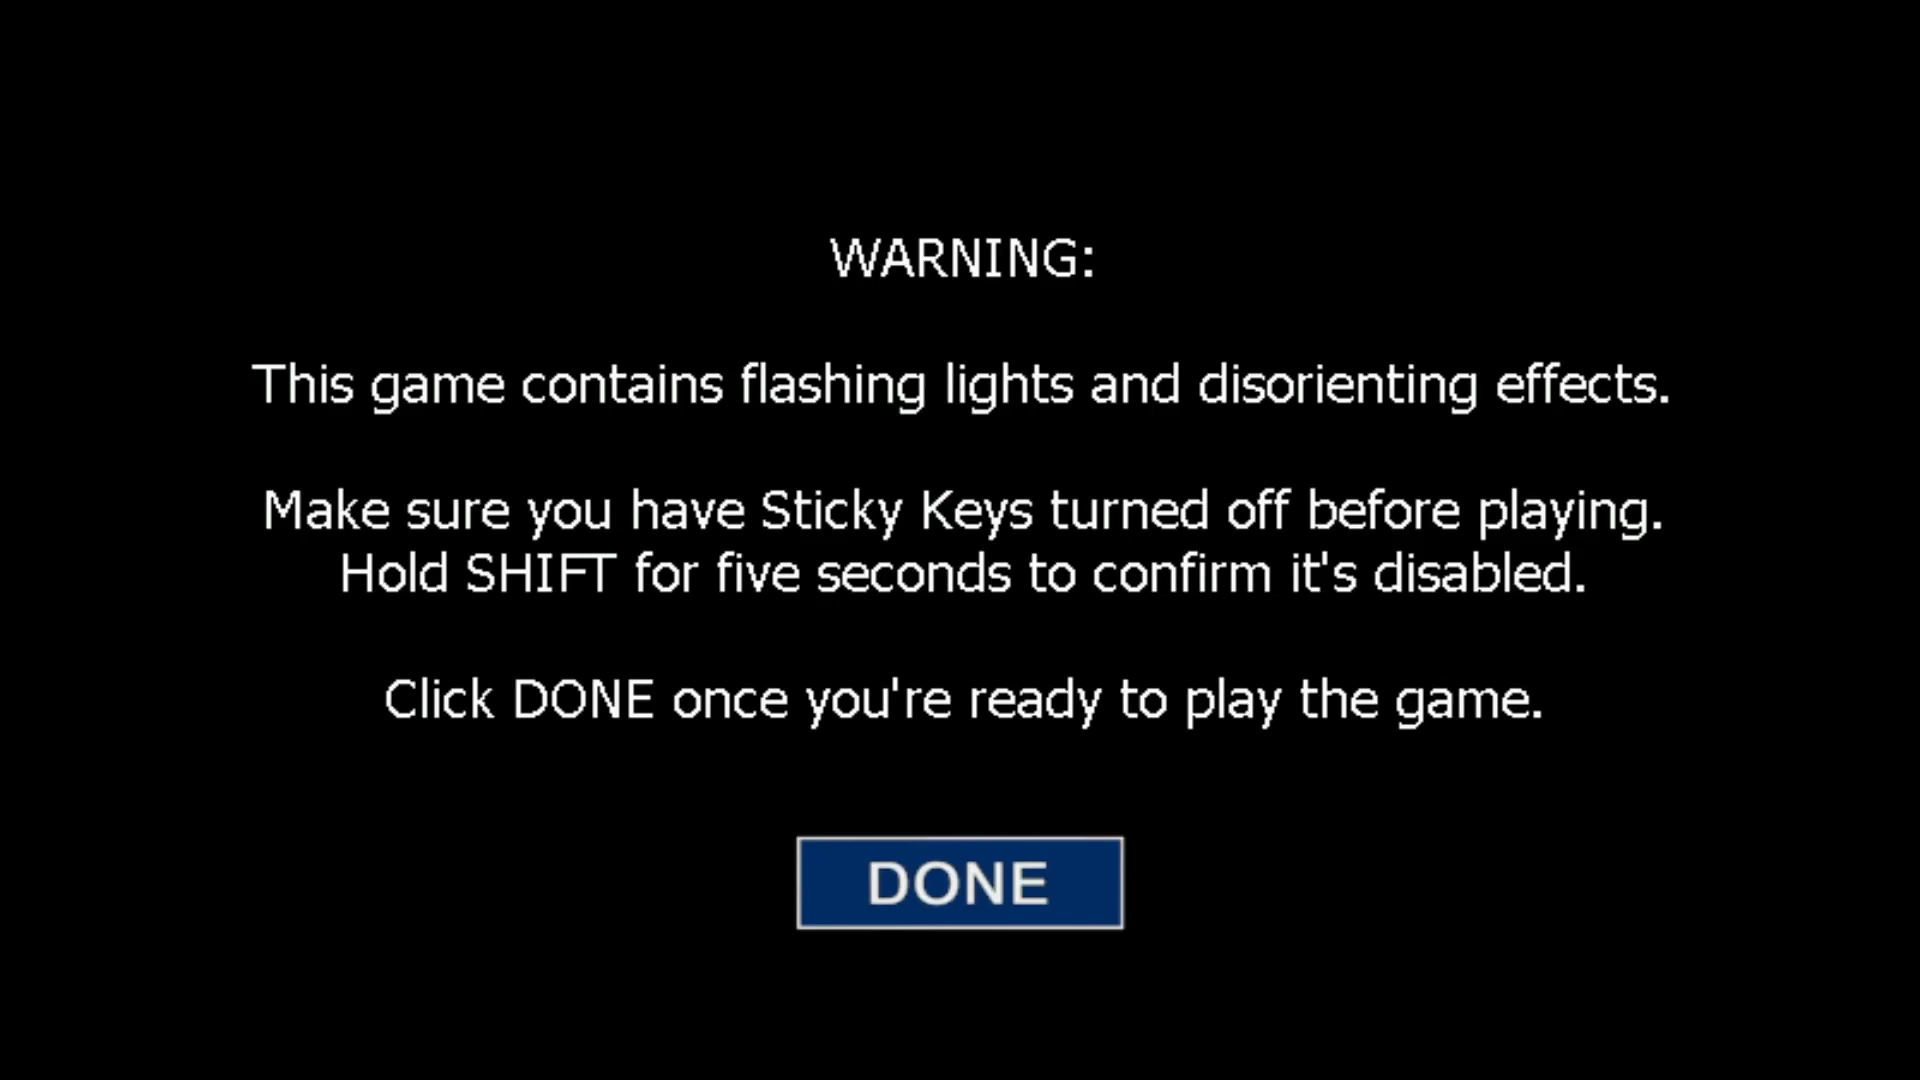 WARNING:
This game contains flashing lights and disorienting effects.
Make sure you have Sticky Keys turned off before playing.
Hold SHIFT for five seconds to confirm it's disabled.
Click DONE once you're ready to play the game.
DONE